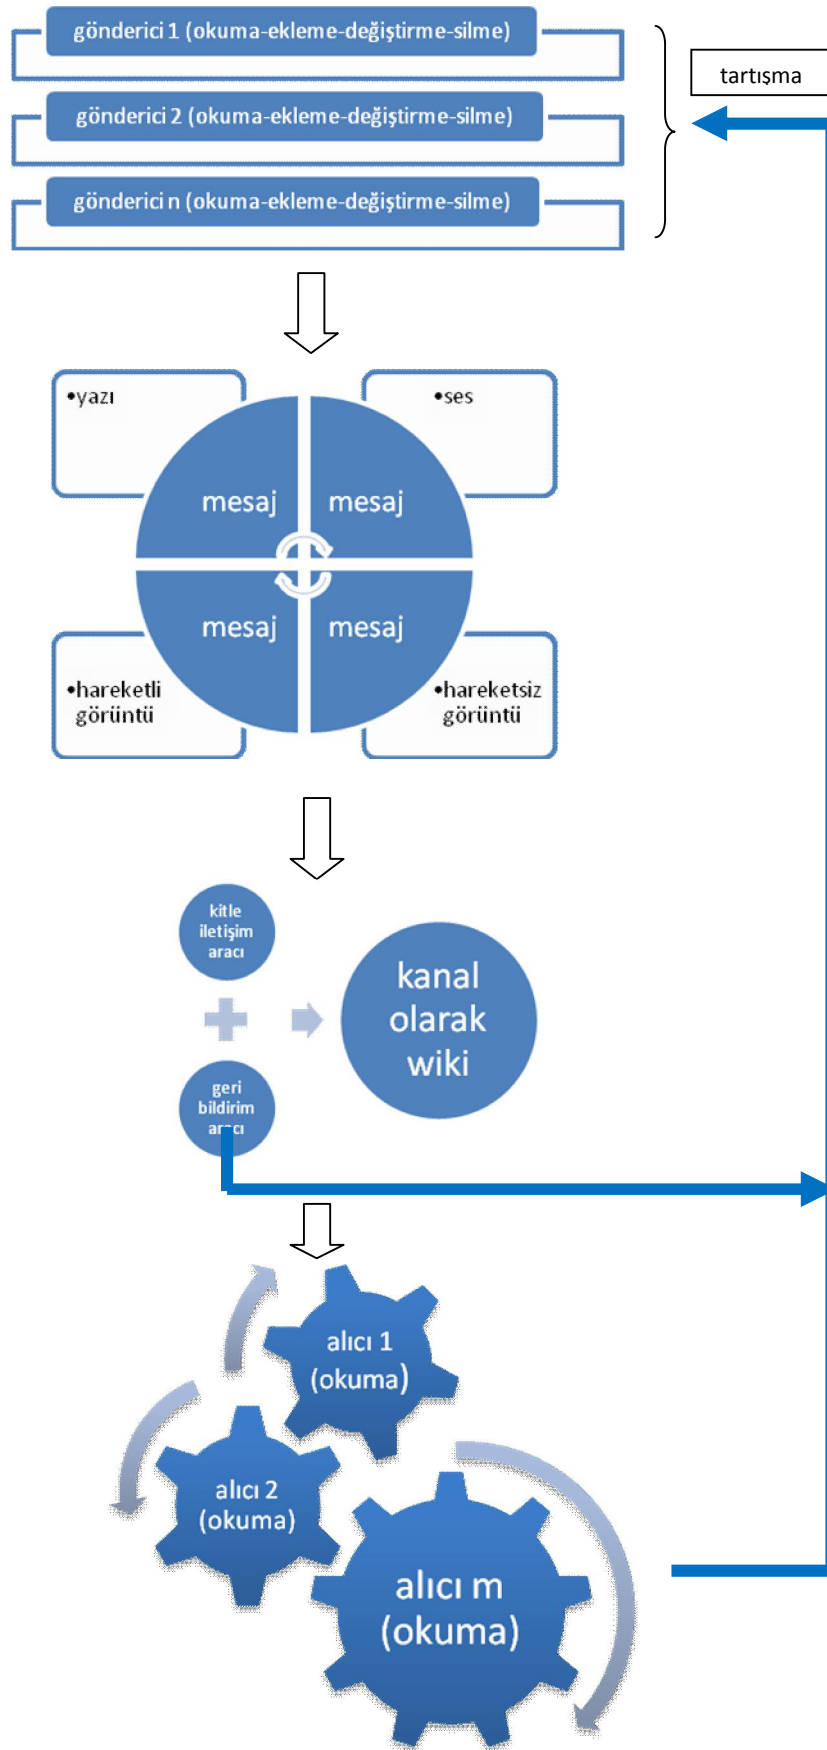 gönderici 1 (okuma-ekleme-değiştirme-silme)
tartışma
gönderici 2 (okuma-ekleme-değiştirme-silme)
gönderici n (okuma-ekleme-değiştirme-silme)
•yazı
•ses
mesaj
mesaj
mesaj
mesaj
•hareketli
görüntü
•hareketsiz
görüntü
kitle
iletişim
aracı
kanal
olarak
wiki
geri
bildirim
aracı
alıcı 1
(okuma)
alıcı 2
(okuma)
alıcı m
(okuma)